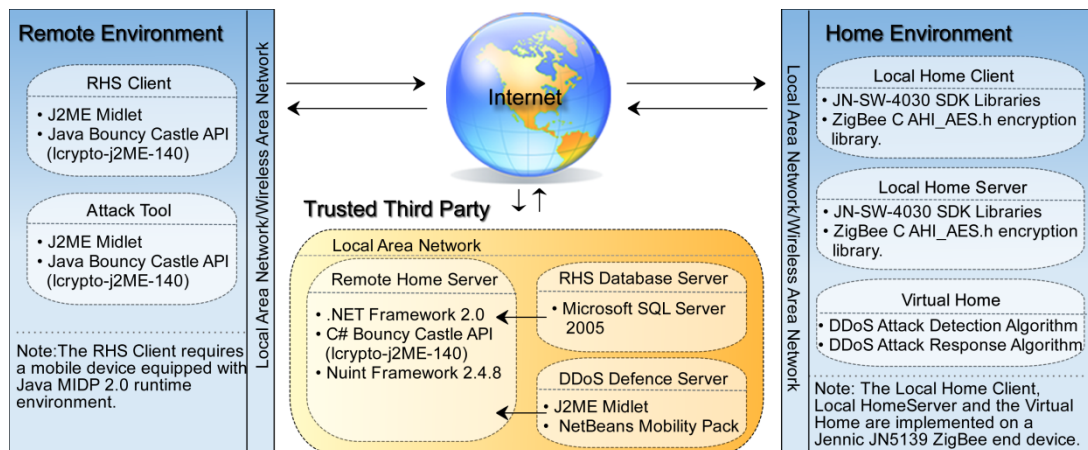 Remote Environment
RHS Client
• J2ME Midlet
• Java Bouncy Castle API
(lcrypto-j2ME-140)
Attack Tool
• J2ME Midlet
• Java Bouncy Castle API
(lcrypto-j2ME-140)
Note:The RHS Client requires
a mobile device equipped with
Java MIDP 2.0 runtime
environment.
Local Area Network/Wireless Area Network
Internet
Trusted Third Party
Local Area Network
Remote Home Server
• .NET Framework 2.0
• C# Bouncy Castle API
(lcrypto-j2ME-140)
• Nuint Framework 2.4.8
RHS Database Server
• Microsoft SQL Server
2005
DDoS Defence Server
• J2ME Midlet
• NetBeans Mobility Pack
Local Area Network/Wireless Area Network
Home Environment
Local Home Client
• JN-SW-4030 SDK Libraries
• ZigBee C AHI_AES.h encryption
library.
Local Home Server
• JN-SW-4030 SDK Libraries
• ZigBee C AHI_AES.h encryption
library.
Virtual Home
• DDoS Attack Detection Algorithm
• DDoS Attack Response Algorithm
Note: The Local Home Client,
Local HomeServer and the Virtual
Home are implemented on a
Jennic JN5139 ZigBee end device.